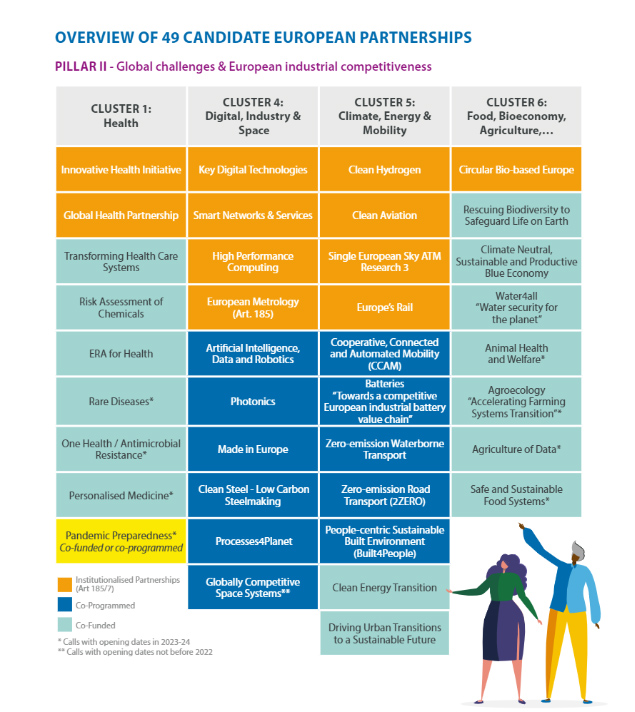 OVERVIEW OF 49 CANDIDATE EUROPEAN PARTNERSHIPS
PILLAR II - Global challenges & European industrial competitiveness
CLUSTER 1:
Health
Innovative Health Initiative
Global Health Partnership
Transforming Health Care
Systems
Risk Assessment of
Chemicals
ERA for Health
Rare Diseases*
One Health / Antimicrobial
Resistance*
Personalised Medicine*
Pandemic Preparedness*
Co-funded or co-programmed
CLUSTER 4:
Digital, Industry &
Space
Key Digital Technologies
Smart Networks & Services
High Performance
Computing
European Metrology
(Art. 185)
Artificial Intelligence,
Data and Robotics
Photonics
Made in Europe
Clean Steel - Low Carbon
Steelmaking
Processes4Planet
Globally Competitive
Space Systems**
CLUSTER 5:
Climate, Energy &
Mobility
Clean Hydrogen
Clean Aviation
Single European Sky ATM
Research 3
Europe's Rail
Cooperative, Connected
and Automated Mobility
(CCAM)
Batteries
"Towards a competitive
European industrial battery
value chain"
Zero-emission Waterborne
Transport
Zero-emission Road
Transport (2ZERO)
People-centric Sustainable
Built Environment
(Built4People)
Clean Energy Transition
Driving Urban Transitions
to a Sustainable Future
CLUSTER 6:
Food, Bioeconomy,
Agriculture,...
Circular Bio-based Europe
Rescuing Biodiversity to
Safeguard Life on Earth
Climate Neutral,
Sustainable and Productive
Blue Economy
Water4all
"Water security for
the planet"
Animal Health
and Welfare*
Agroecology
"Accelerating Farming
Systems Transition"*
Agriculture of Data*
Safe and Sustainable
Food Systems*
Institutionalised Partnerships
(Art 185/7)
Co-Programmed
Co-Funded
* Calls with opening dates in 2023-24
** Calls with opening dates not before 2022